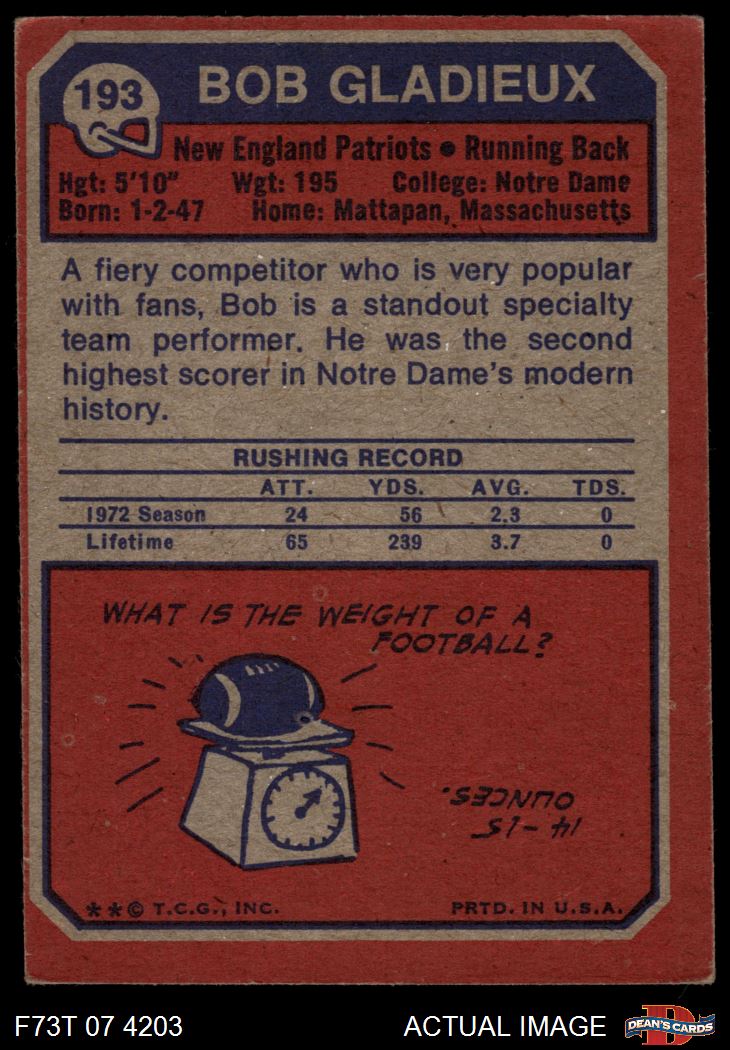 193
BOB GLADIEUX
New England Patriots • Running Back
Hgt: 5'10" Wgt: 195 College: Notre Dame
Born: 1-2-47 Home: Mattapan, Massachusetts
A fiery competitor who is very popular
with fans, Bob is a standout specialty
team performer. He was the second
highest scorer in Notre Dame's modern
history.
RUSHING RECORD
ATT. YDS. AVG. TDS.
1972 Season 24 56 2.3 0
Lifetime 65 239 3.7 0
WHAT IS THE WEIGHT OF A
FOOTBALL?
14-15
OUNCES.
** © T.C.G., INC. PRTD. IN U.S.A.
F73T 07 4203 ACTUAL IMAGE
D
DEAN'S CARDS